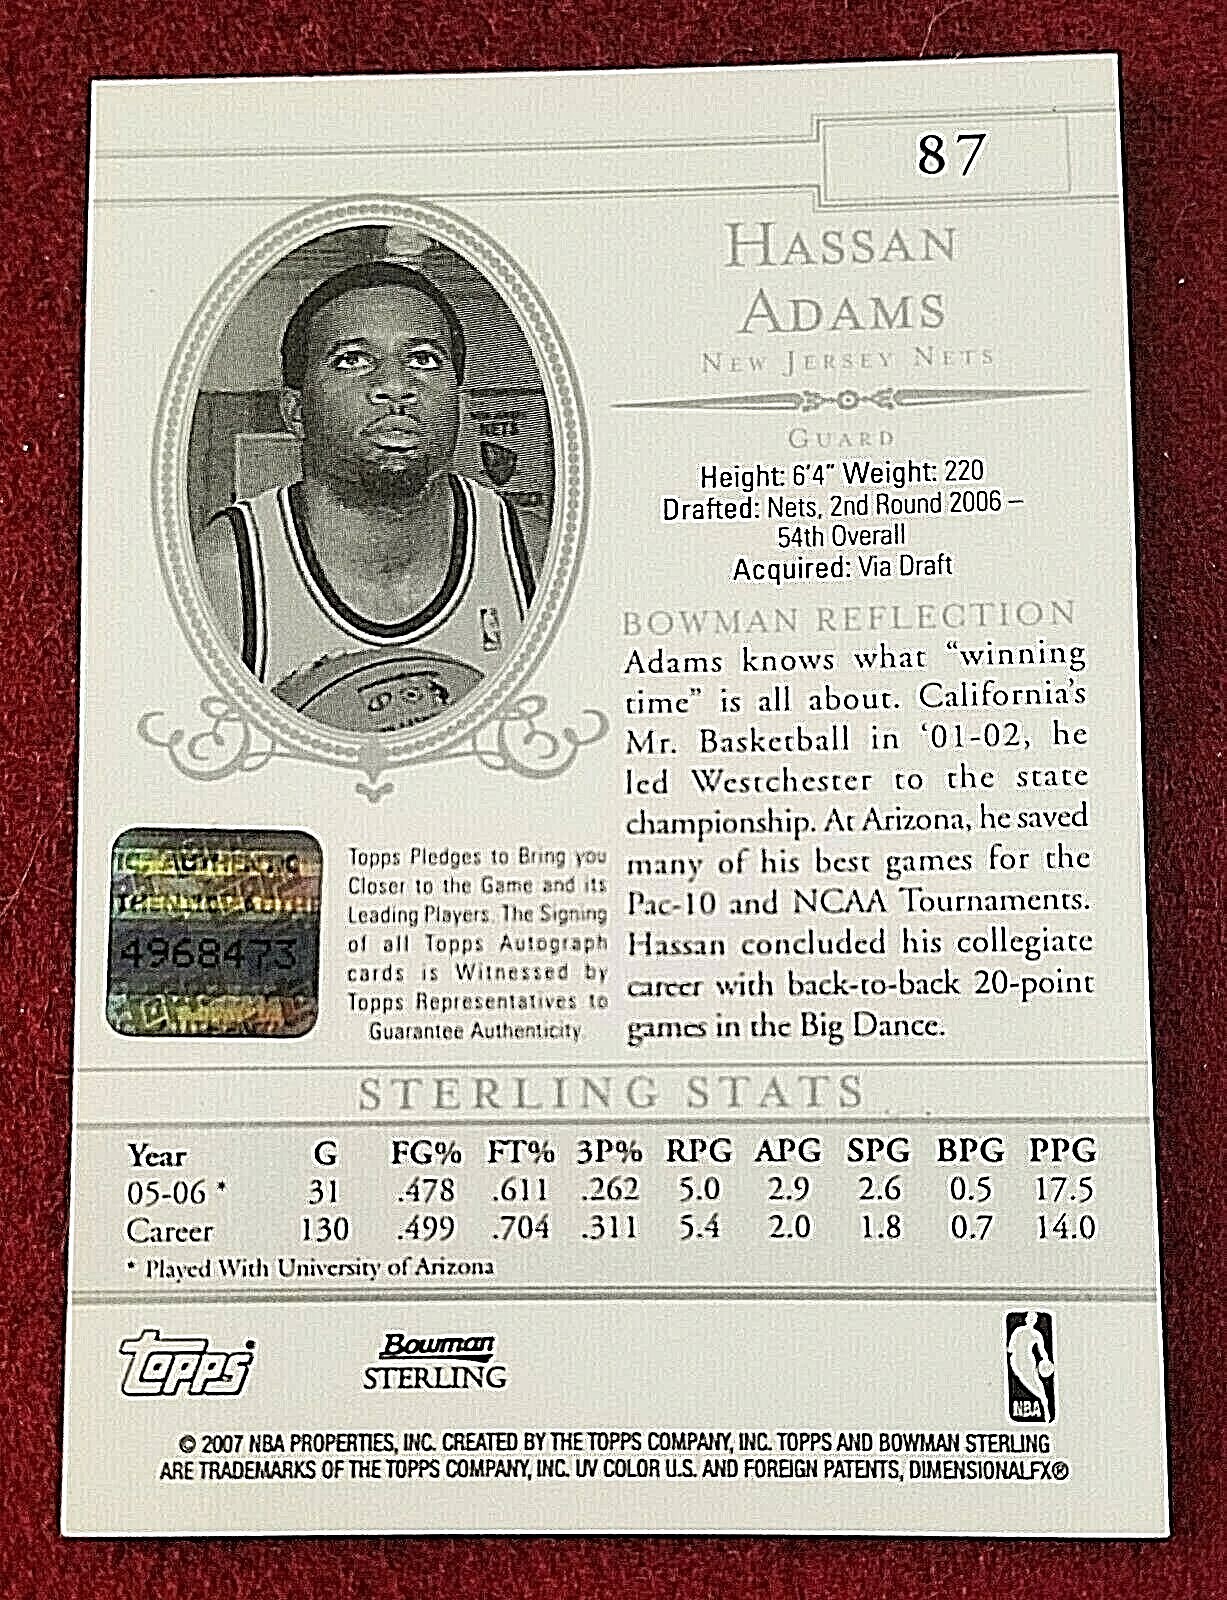 87
HASSAN
ADAMS
NEW JERSEY NETS
GUARD
Height: 6'4" Weight: 220
Drafted: Nets, 2nd Round 2006 –
54th Overall
Acquired: Via Draft
BOWMAN REFLECTION
Adams knows what “winning
time” is all about. California's
Mr. Basketball in ‘01-02, he
led Westchester to the state
championship. At Arizona, he saved
many of his best games for the
Pac-10 and NCAA Tournaments.
Hassan concluded his collegiate
career with back-to-back 20-point
games in the Big Dance.
NETS
AUTHENTIC
4968473
Topps Pledges to Bring you
Closer to the Game and its
Leading Players. The Signing
of all Topps Autograph
cards is Witnessed by
Topps Representatives to
Guarantee Authenticity.
STERLING STATS
Year G FG% FT% 3P% RPG APG SPG BPG PPG
05-06 * 31 .478 .611 .262 5.0 2.9 2.6 0.5 17.5
Career 130 .499 .704 .311 5.4 2.0 1.8 0.7 14.0
* Played With University of Arizona
Topps
Bowman
STERLING
NBA
© 2007 NBA PROPERTIES, INC. CREATED BY THE TOPPS COMPANY, INC. TOPPS AND BOWMAN STERLING
ARE TRADEMARKS OF THE TOPPS COMPANY, INC. UV COLOR U.S. AND FOREIGN PATENTS, DIMENSIONALFX®